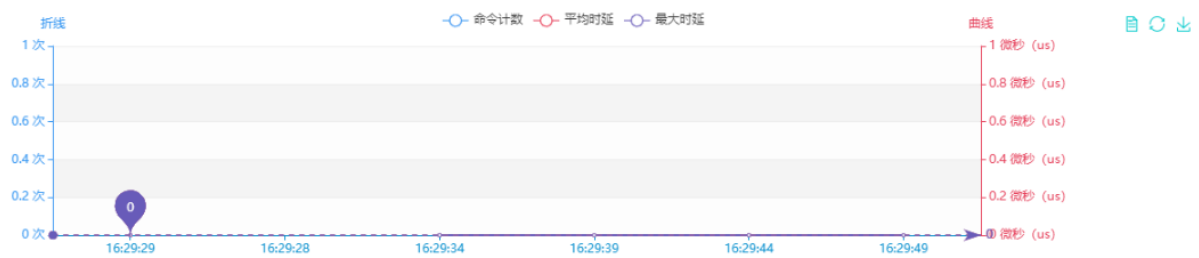 折线
命令计数 平均时延 最大时延
曲线
1 次
0.8 次
0.6 次
0.4 次
0.2 次
0 次
0
1 微秒（us）
0.8 微秒（us）
0.6 微秒（us）
0.4 微秒（us）
0.2 微秒（us）
0 微秒（us）
0
16:29:29 16:29:28 16:29:34 16:29:39 16:29:44 16:29:49